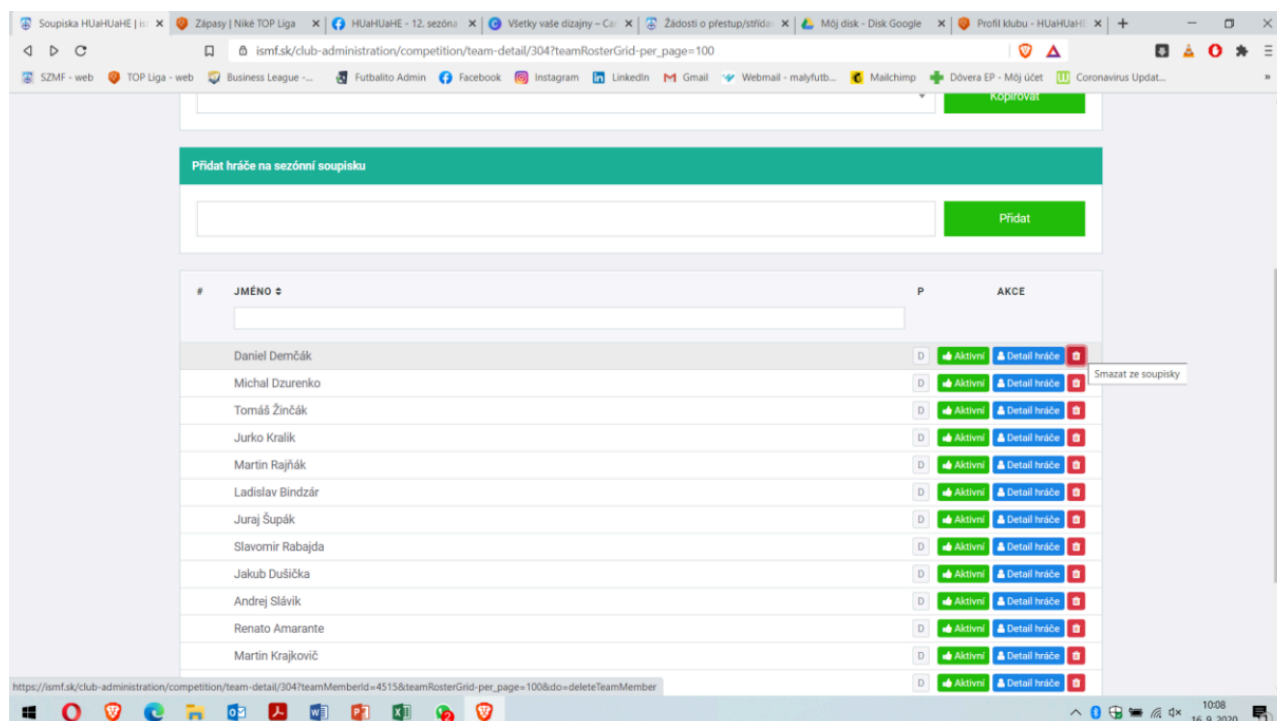 Soupiska HUaHUaHE | is
Zápasy | Niké TOP Liga
HUaHUaHE - 12. sezóna
Všetky vaše dizajny – Ca
Žádosti o přestup/střída
Môj disk - Disk Google
Profil klubu - HUaHUaHE
ismf.sk/club-administration/competition/team-detail/304?teamRosterGrid-per_page=100
SZMF - web TOP Liga - web Business League -... Futbalito Admin Facebook Instagram LinkedIn Gmail Webmail - malyfutb... Mailchimp Dôvera EP - Môj účet Coronavirus Updat... »
Kopírovat
Přidat hráče na sezónní soupisku
Přidat
# JMÉNO P AKCE
Daniel Demčák D Aktivní Detail hráče
Smazat ze soupisky
Michal Dzurenko D Aktivní Detail hráče
Tomáš Žinčák D Aktivní Detail hráče
Jurko Kralik D Aktivní Detail hráče
Martin Rajňák D Aktivní Detail hráče
Ladislav Bindzár D Aktivní Detail hráče
Juraj Šupák D Aktivní Detail hráče
Slavomir Rabajda D Aktivní Detail hráče
Jakub Dušička D Aktivní Detail hráče
Andrej Slávik D Aktivní Detail hráče
Renato Amarante D Aktivní Detail hráče
Martin Krajkovič D Aktivní Detail hráče
D Aktivní Detail hráče
https://ismf.sk/club-administration/competition/team-detail/304?teamMemberId=4515&teamRosterGrid-per_page=100&do=deleteTeamMember
10:08
16. 9. 2020